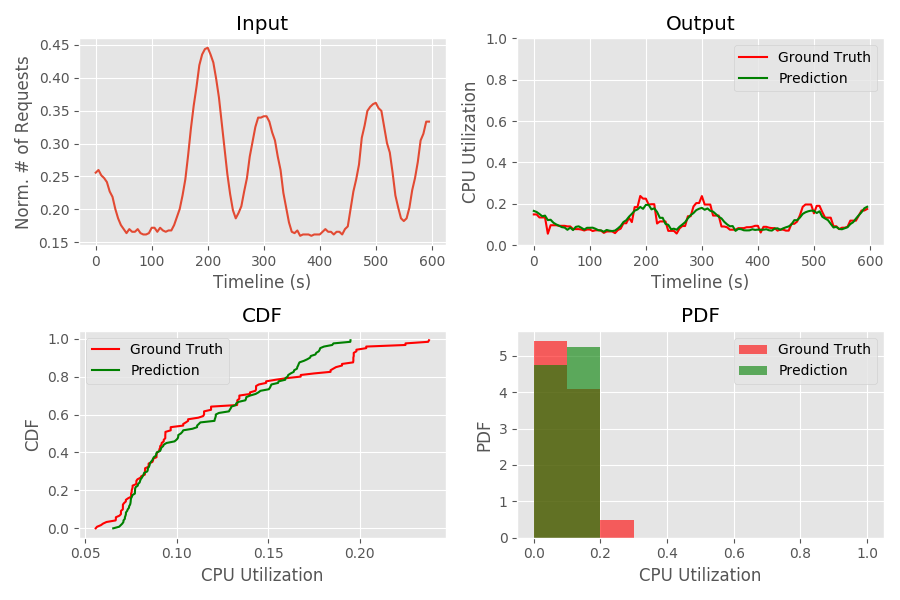 Input
Norm. # of Requests
0.45
0.40
0.35
0.30
0.25
0.20
0.15
0 100 200 300 400 500 600
Timeline (s)
Output
CPU Utilization
1.0
0.8
0.6
0.4
0.2
0.0
Ground Truth
Prediction
0 100 200 300 400 500 600
Timeline (s)
CDF
CDF
1.0
0.8
0.6
0.4
0.2
0.0
Ground Truth
Prediction
0.05 0.10 0.15 0.20
CPU Utilization
PDF
PDF
5
4
3
2
1
0
Ground Truth
Prediction
0.0 0.2 0.4 0.6 0.8 1.0
CPU Utilization